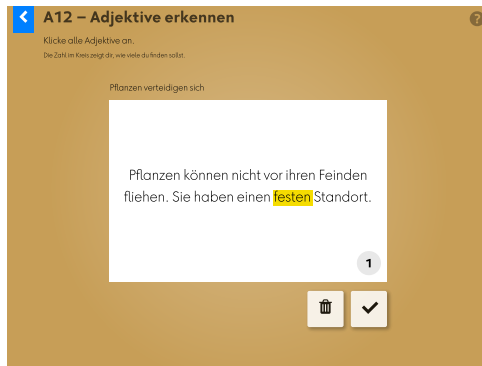 A12 – Adjektive erkennen
?
Klicke alle Adjektive an.
Die Zahl im Kreis zeigt dir, wie viele du finden sollst.
Pflanzen verteidigen sich
Pflanzen können nicht vor ihren Feinden
fliehen. Sie haben einen festen Standort.
1